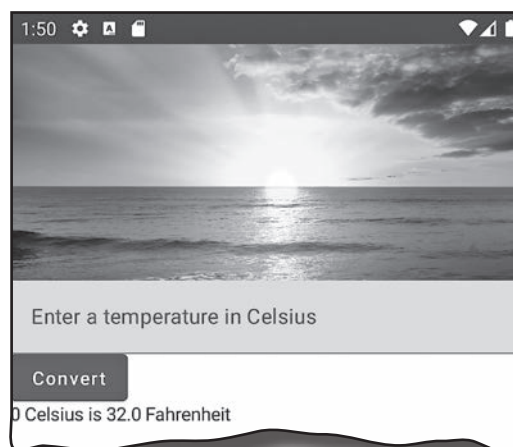 1:50
Enter a temperature in Celsius
Convert
0 Celsius is 32.0 Fahrenheit